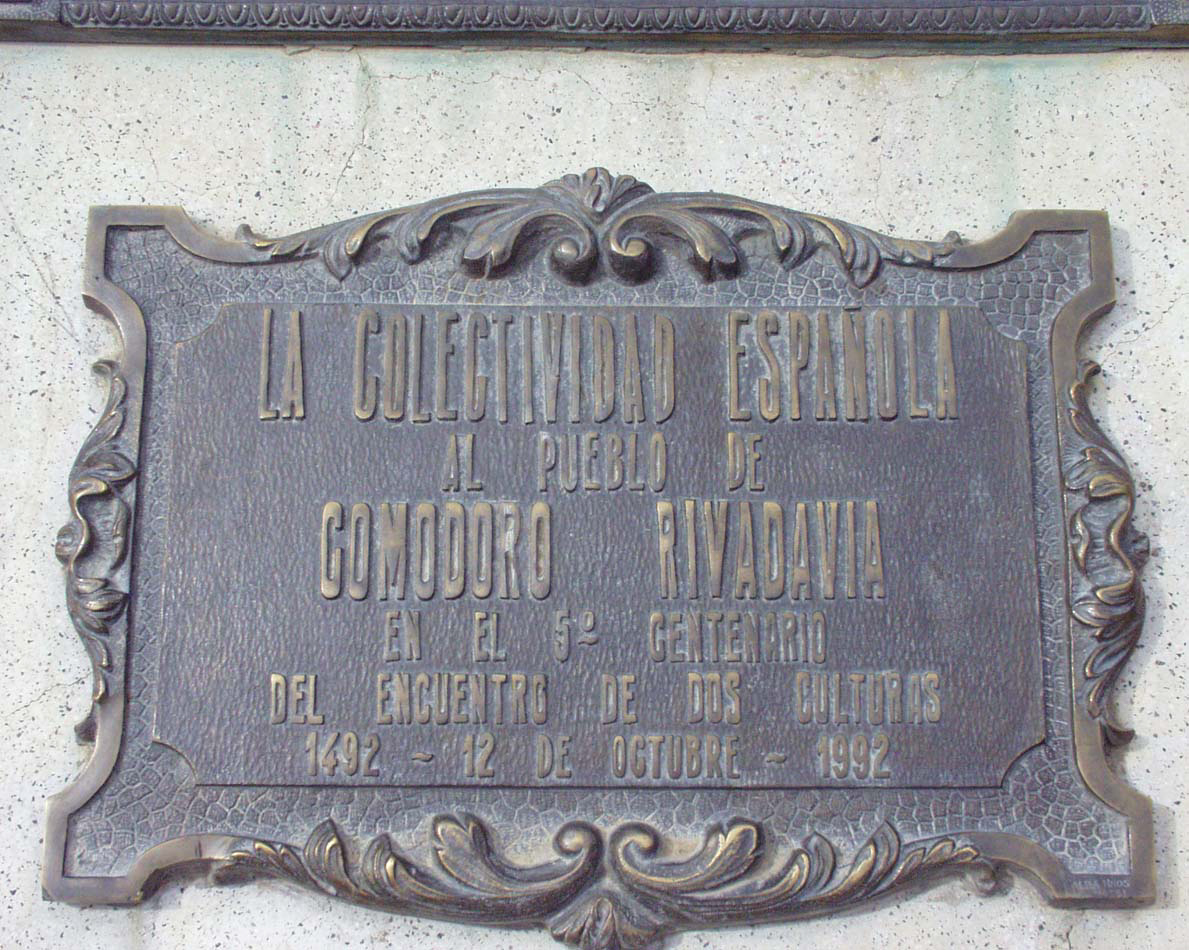 LA COLECTIVIDAD ESPAÑOLA
AL PUEBLO DE
COMODORO RIVADAVIA
EN EL 5º CENTENARIO
DEL ENCUENTRO DE DOS CULTURAS
1492 ~ 12 DE OCTUBRE ~ 1992